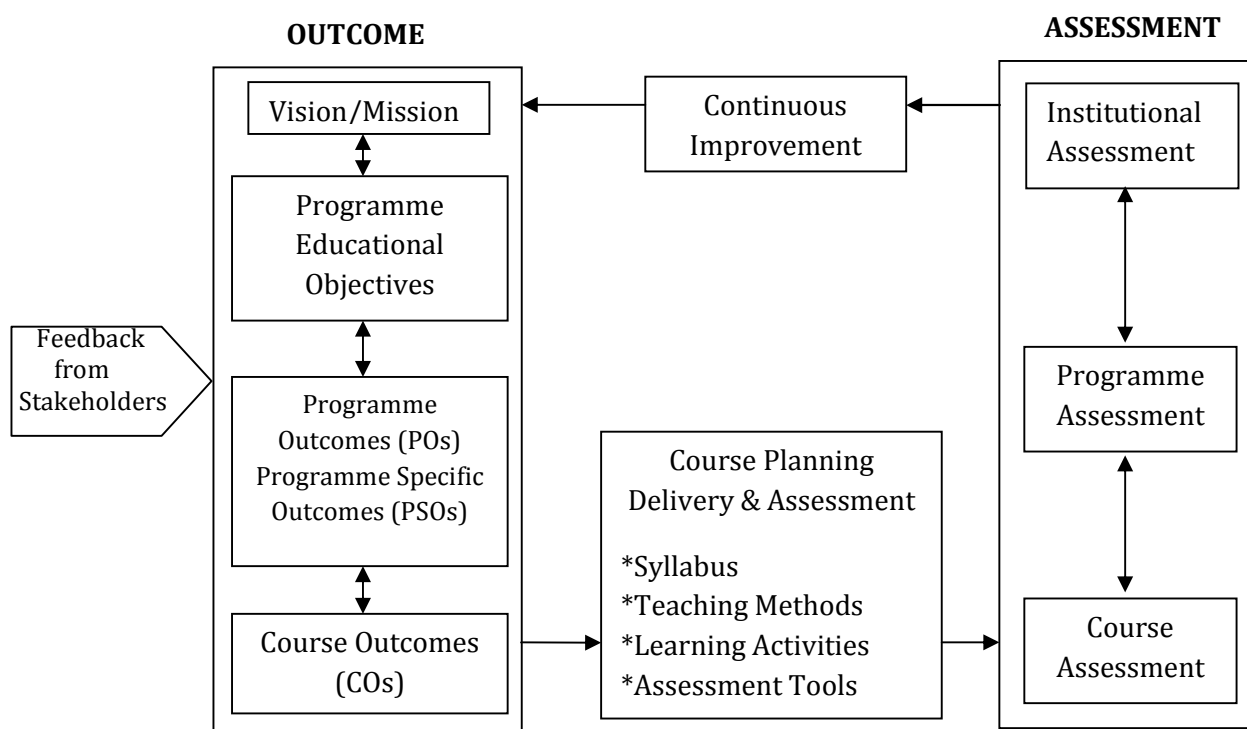 OUTCOME
Vision/Mission
Programme
Educational
Objectives
Programme
Outcomes (POs)
Programme Specific
Outcomes (PSOs)
Course Outcomes
(COs)
Feedback
from
Stakeholders
Continuous
Improvement
Course Planning
Delivery & Assessment
*Syllabus
*Teaching Methods
*Learning Activities
*Assessment Tools
ASSESSMENT
Institutional
Assessment
Programme
Assessment
Course
Assessment